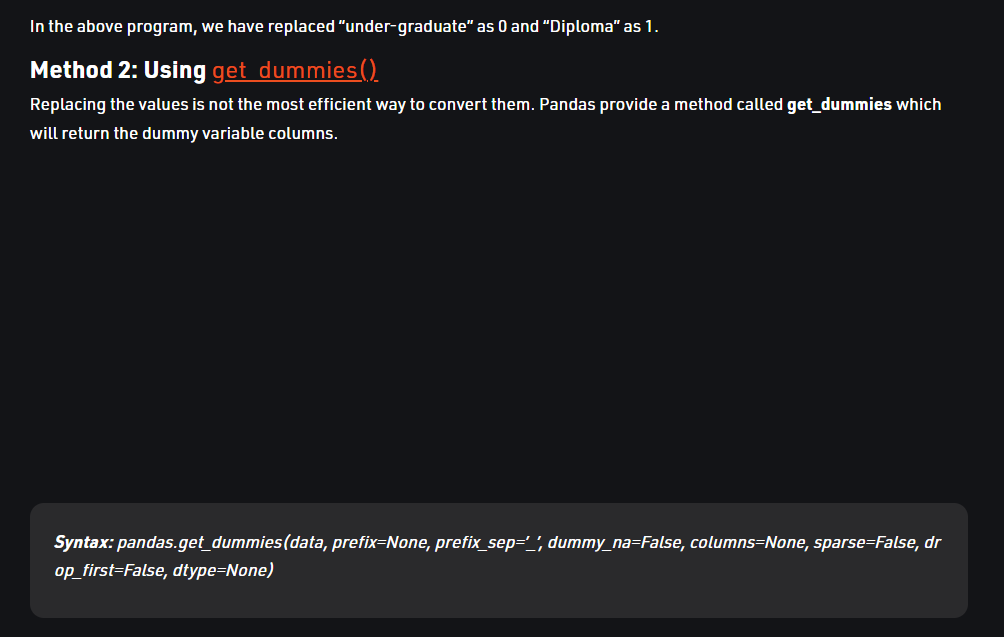 In the above program, we have replaced “under-graduate” as 0 and “Diploma” as 1.
Method 2: Using get_dummies()
Replacing the values is not the most efficient way to convert them. Pandas provide a method called get_dummies which
will return the dummy variable columns.
Syntax: pandas.get_dummies(data, prefix=None, prefix_sep=’_’, dummy_na=False, columns=None, sparse=False, dr
op_first=False, dtype=None)